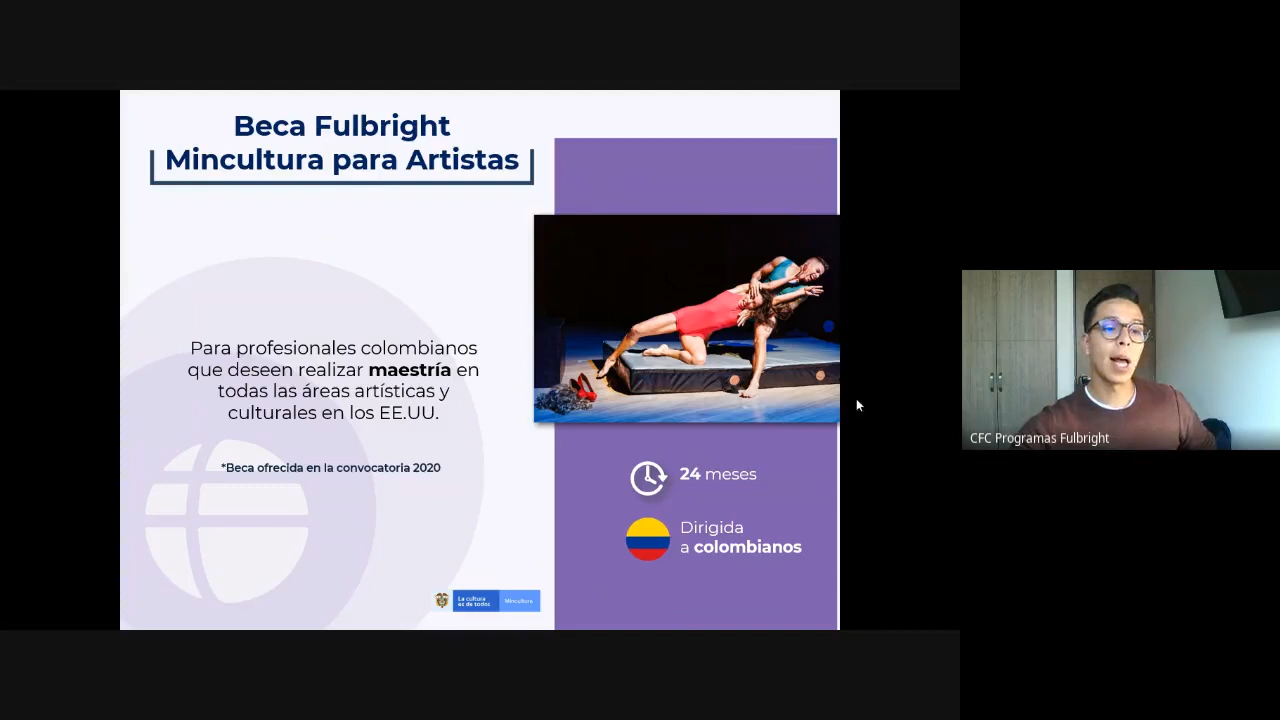 Beca Fulbright
Mincultura para Artistas
Para profesionales colombianos
que deseen realizar maestría en
todas las áreas artísticas y
culturales en los EE.UU.
*Beca ofrecida en la convocatoria 2020
24 meses
Dirigida
a colombianos
La cultura
es de todos
Mincultura
CFC Programas Fulbright